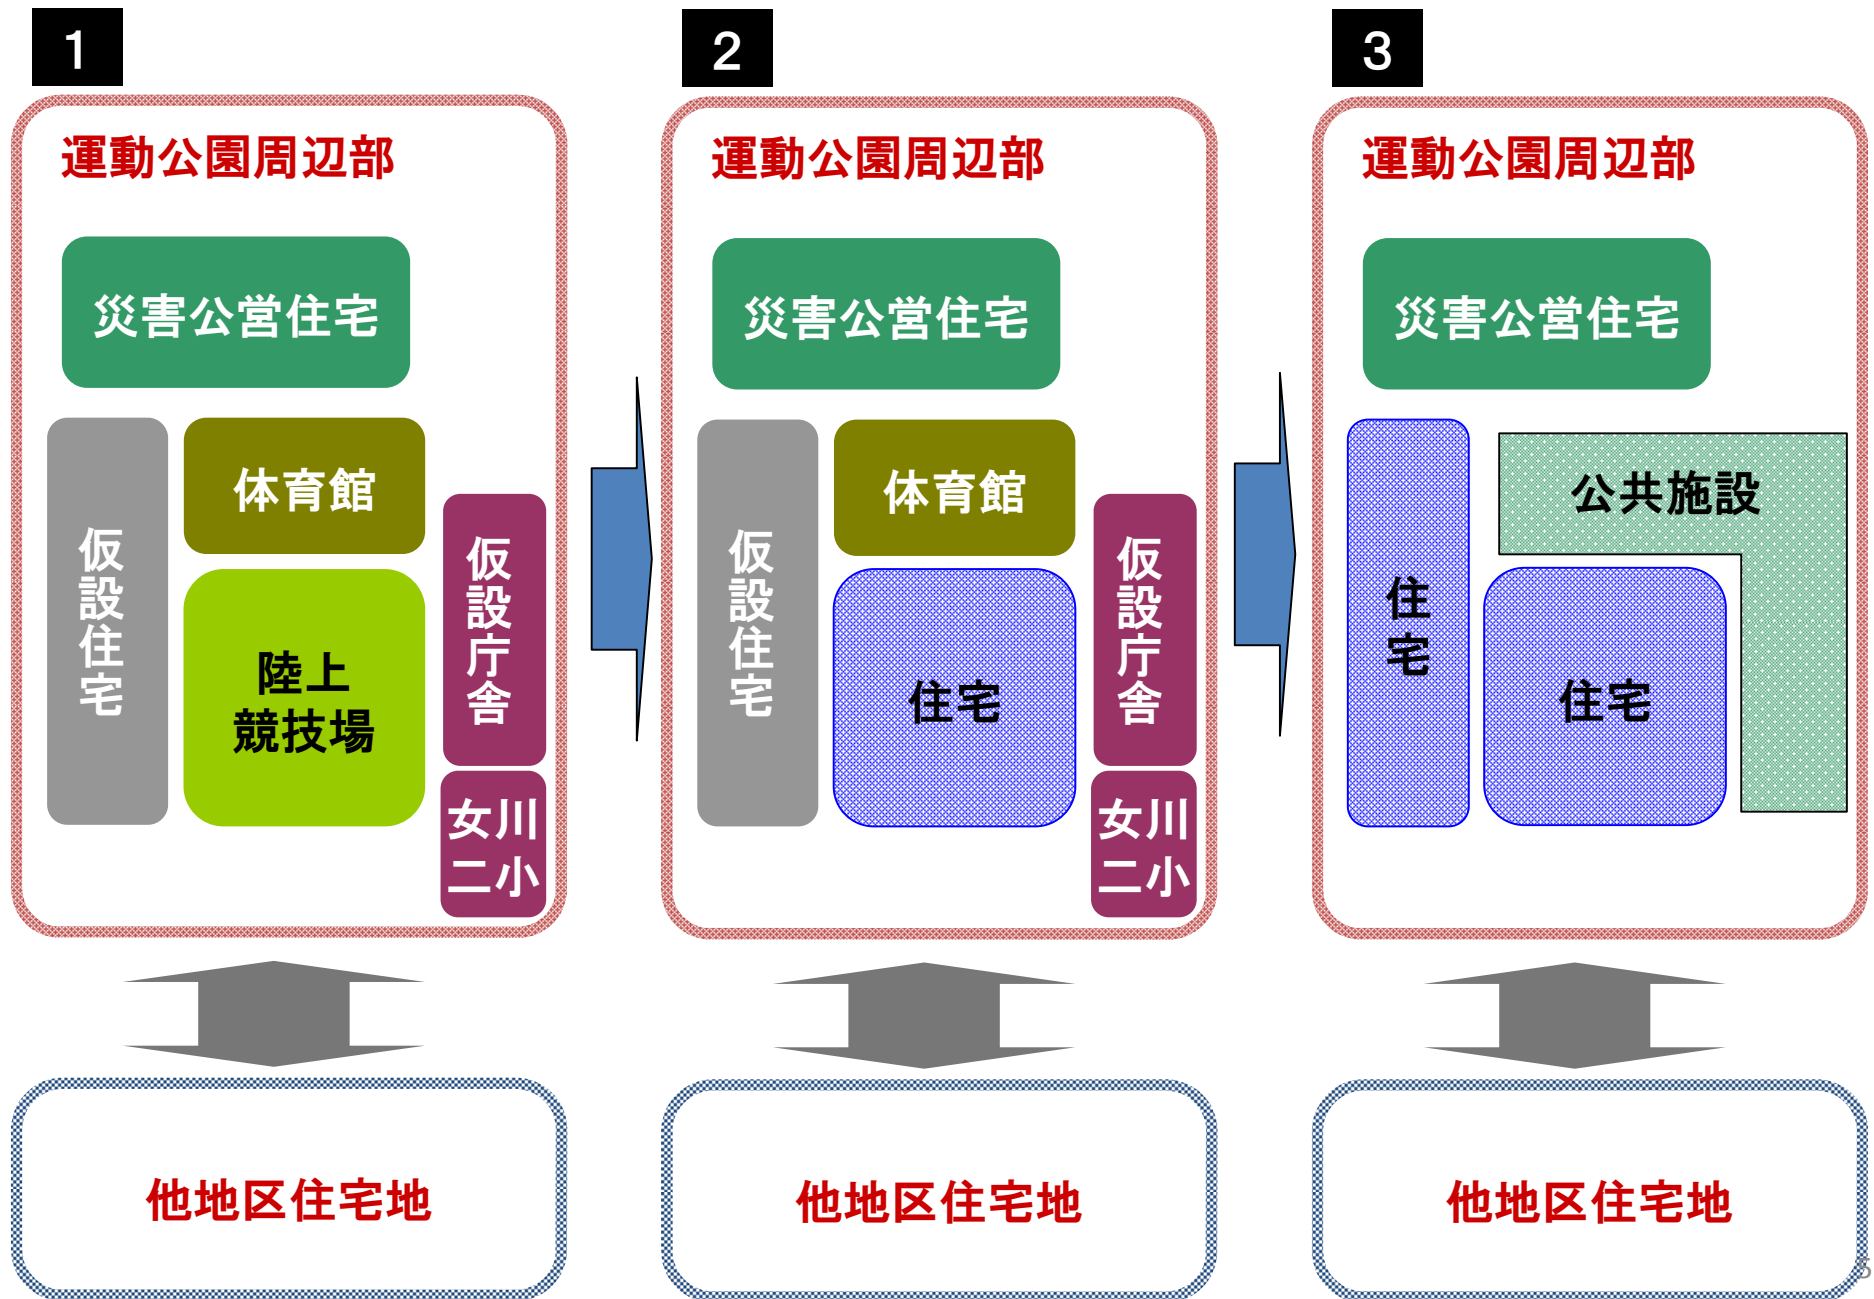 1
運動公園周辺部
災害公営住宅
仮設住宅
体育館
陸上
競技場
仮設庁舎
女川
二小
他地区住宅地
2
運動公園周辺部
災害公営住宅
仮設住宅
体育館
住宅
仮設庁舎
女川
二小
他地区住宅地
3
運動公園周辺部
災害公営住宅
住宅
公共施設
住宅
他地区住宅地
5